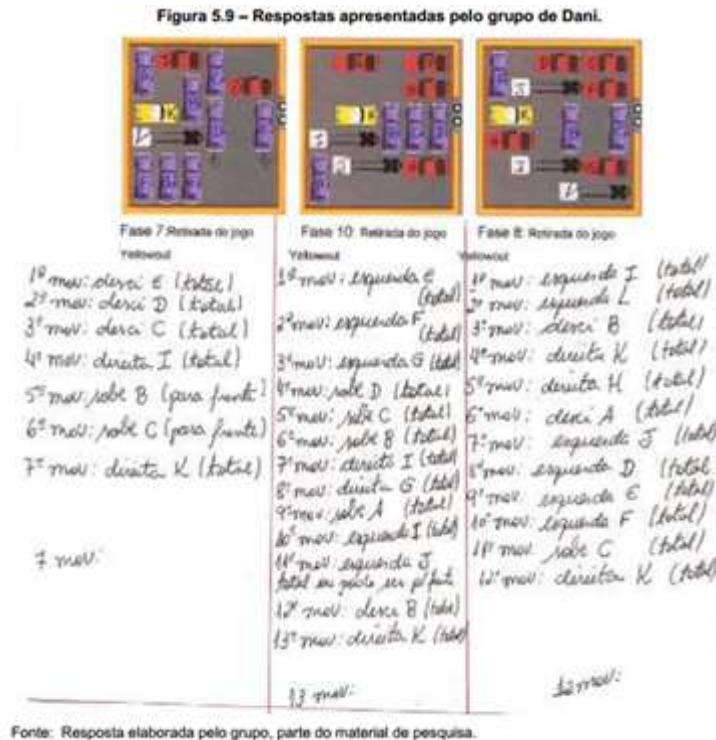 Figura 5.9 – Respostas apresentadas pelo grupo de Dani.
Fase 7: Retirada do jogo
Yellowout
1º mov: desci E (total)
2º mov: desci D (total)
3º mov: desci C (total)
4º mov: direita I (total)
5º mov: sobe B (para frente)
6º mov: sobe C (para frente)
7º mov: direita K (total)
7 mov:
Fase 10: Retirada do jogo
Yellowout
1º mov: esquerda E
(total)
2º mov: esquerda F
(total)
3º mov: esquerda G (total)
4º mov: sobe D (total)
5º mov: sobe C (total)
6º mov: sobe B (total)
7º mov: direita I (total)
8º mov: direita G (total)
9º mov: sobe A (total)
10º mov: esquerda I (total)
11º mov: esquerda J
total ou pode ser p/
12º mov: desci B (total)
13º mov: direita K (total)
13 mov:
Fase 8: Retirada do jogo
Yellowout
1º mov: esquerda I (total)
2º mov: esquerda L (total)
3º mov: desci B (total)
4º mov: direita K (total)
5º mov: direita H (total)
6º mov: desci A (total)
7º mov: esquerda J (total)
8º mov: esquerda D (total
9º mov: esquerda E (total)
10º mov: esquerda F (total)
11º mov: sobe C (total)
12º mov: direita K (total)
12 mov:
Fonte: Resposta elaborada pelo grupo, parte do material de pesquisa.